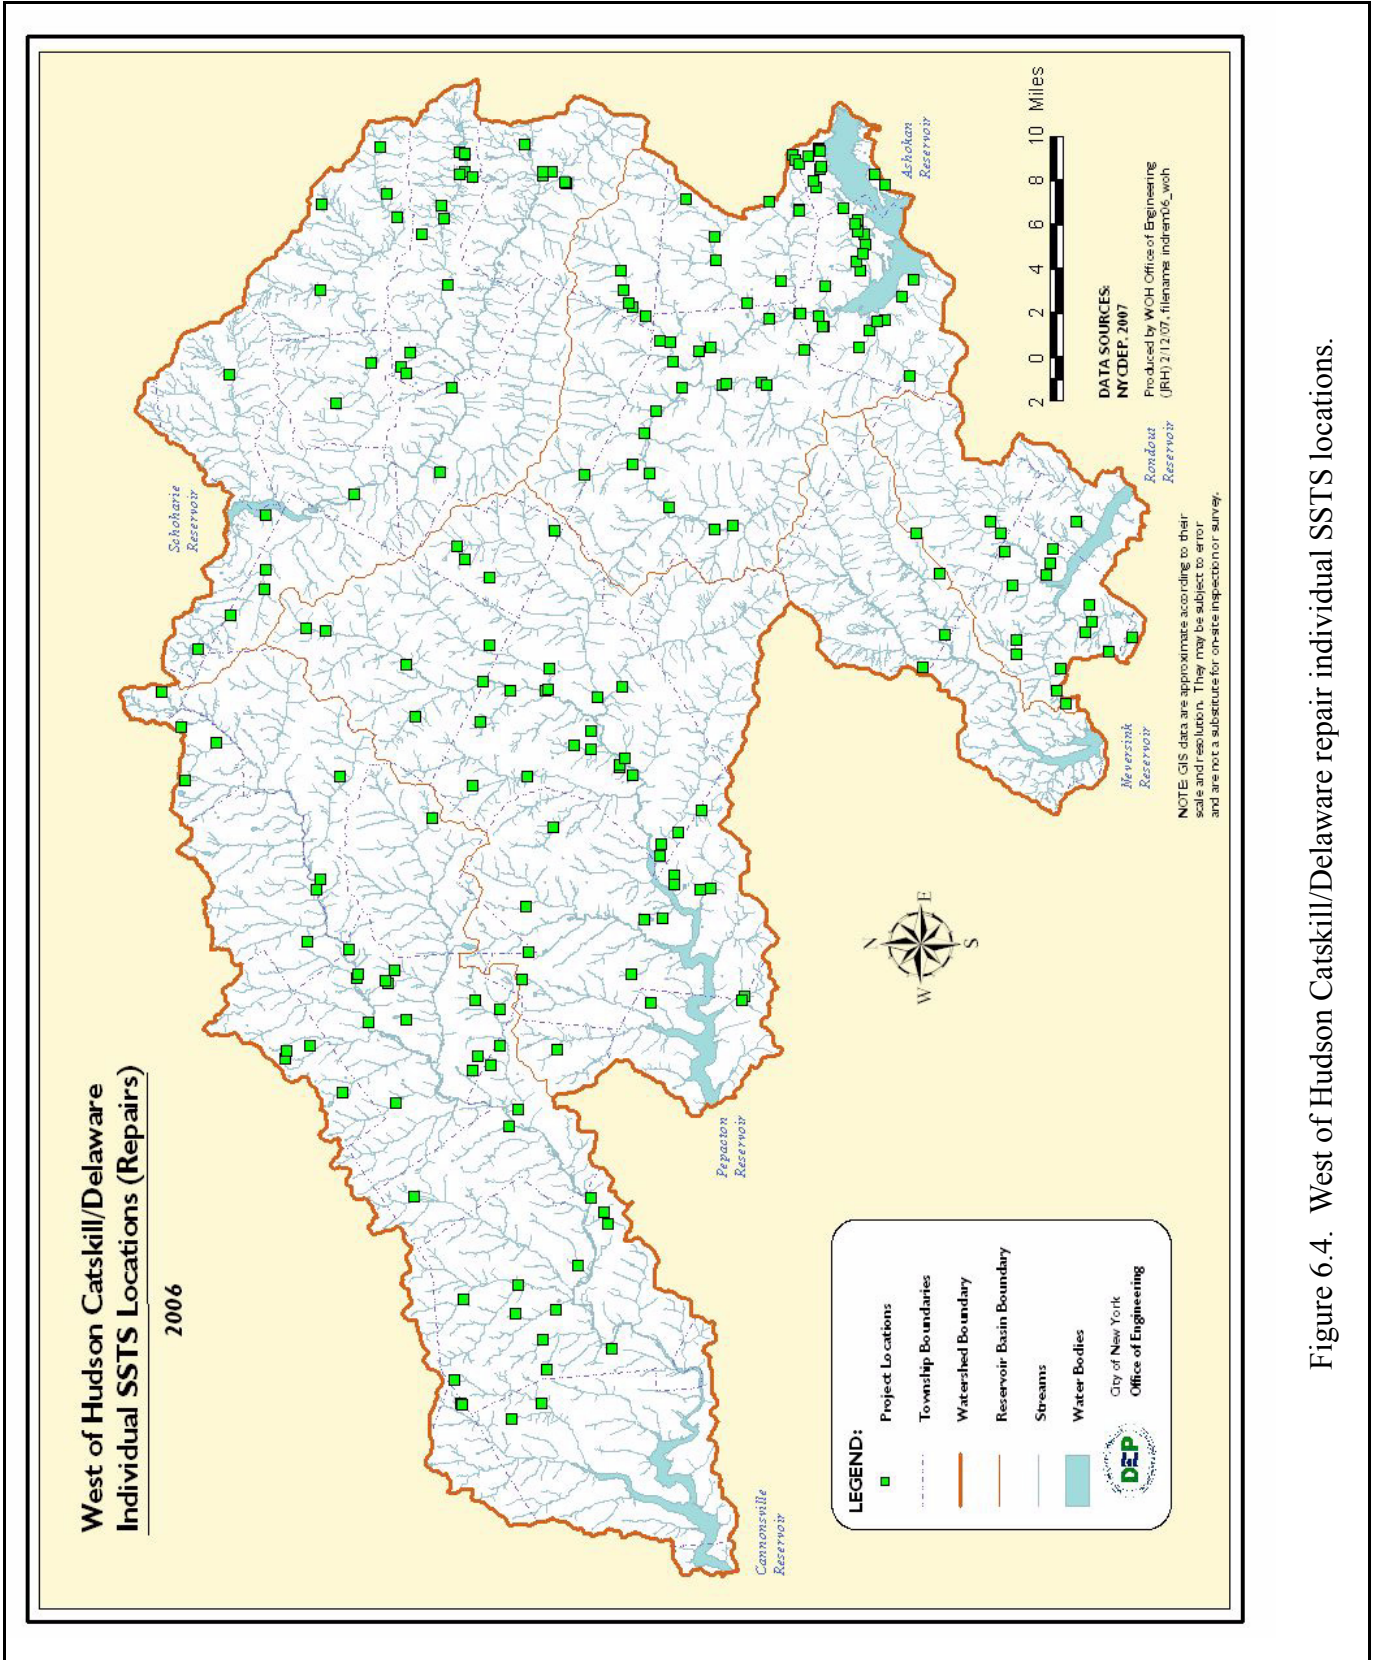 West of Hudson Catskill/Delaware
Individual SSTS Locations (Repairs)
2006
Schoharie
Reservoir
Ashokan
Reservoir
Rondout
Reservoir
Neversink
Reservoir
Pepacton
Reservoir
Cannonsville
Reservoir
N
W
E
S
2 0 2 4 6 8 10 Miles
DATA SOURCES:
NYCDEP, 2007
Produced by WOH Office of Engineering
(JRH) 2/12/07, filename: indrem06_woh
NOTE: GIS data are approximate according to their
scale and resolution. They may be subject to error
and are not a substitute for on-site inspection or survey.
LEGEND:
Project Locations
Township Boundaries
Watershed Boundary
Reservoir Basin Boundary
Streams
Water Bodies
DEP
City of New York
Office of Engineering
Figure 6.4. West of Hudson Catskill/Delaware repair individual SSTS locations.